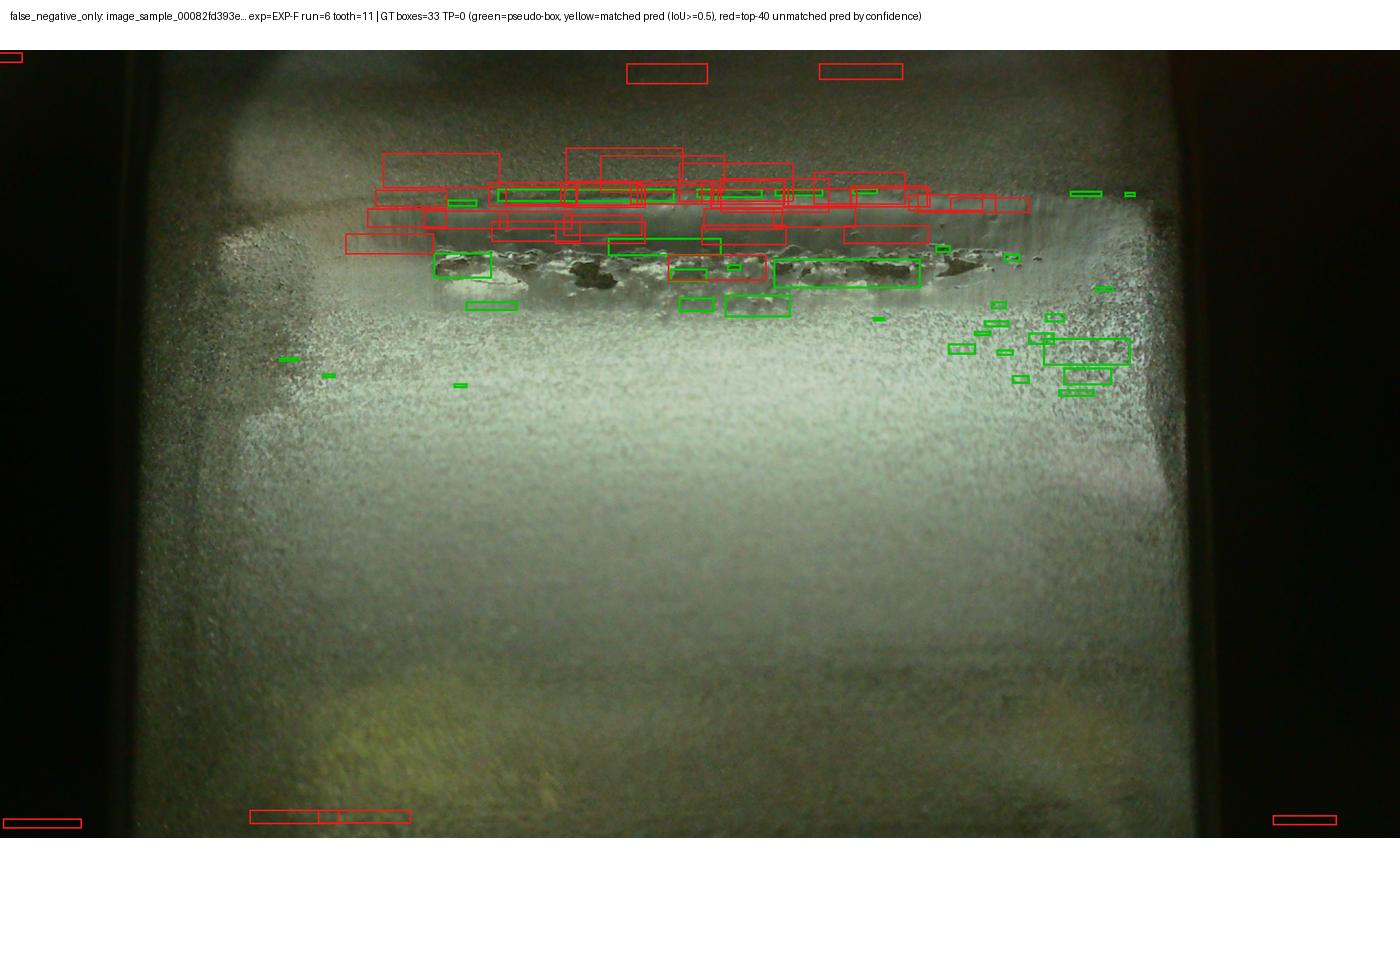 false_negative_only: image_sample_00082fd393e... exp=EXP-F run=6 tooth=11 | GT boxes=33 TP=0 (green=pseudo-box, yellow=matched pred (IoU>=0.5), red=top-40 unmatched pred by confidence)